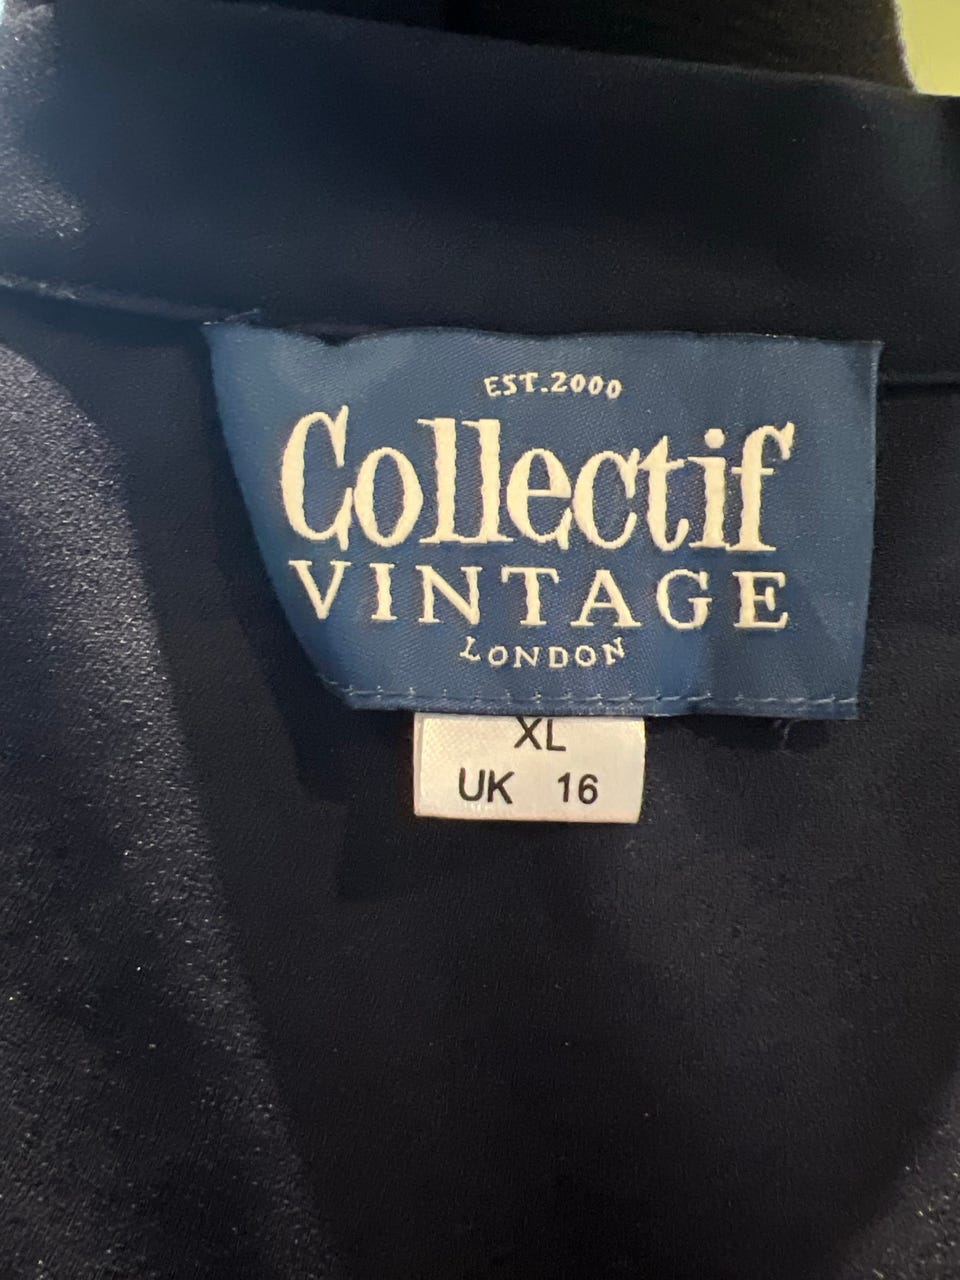 EST.2000
Collectif
VINTAGE
LONDON
XL
UK 16